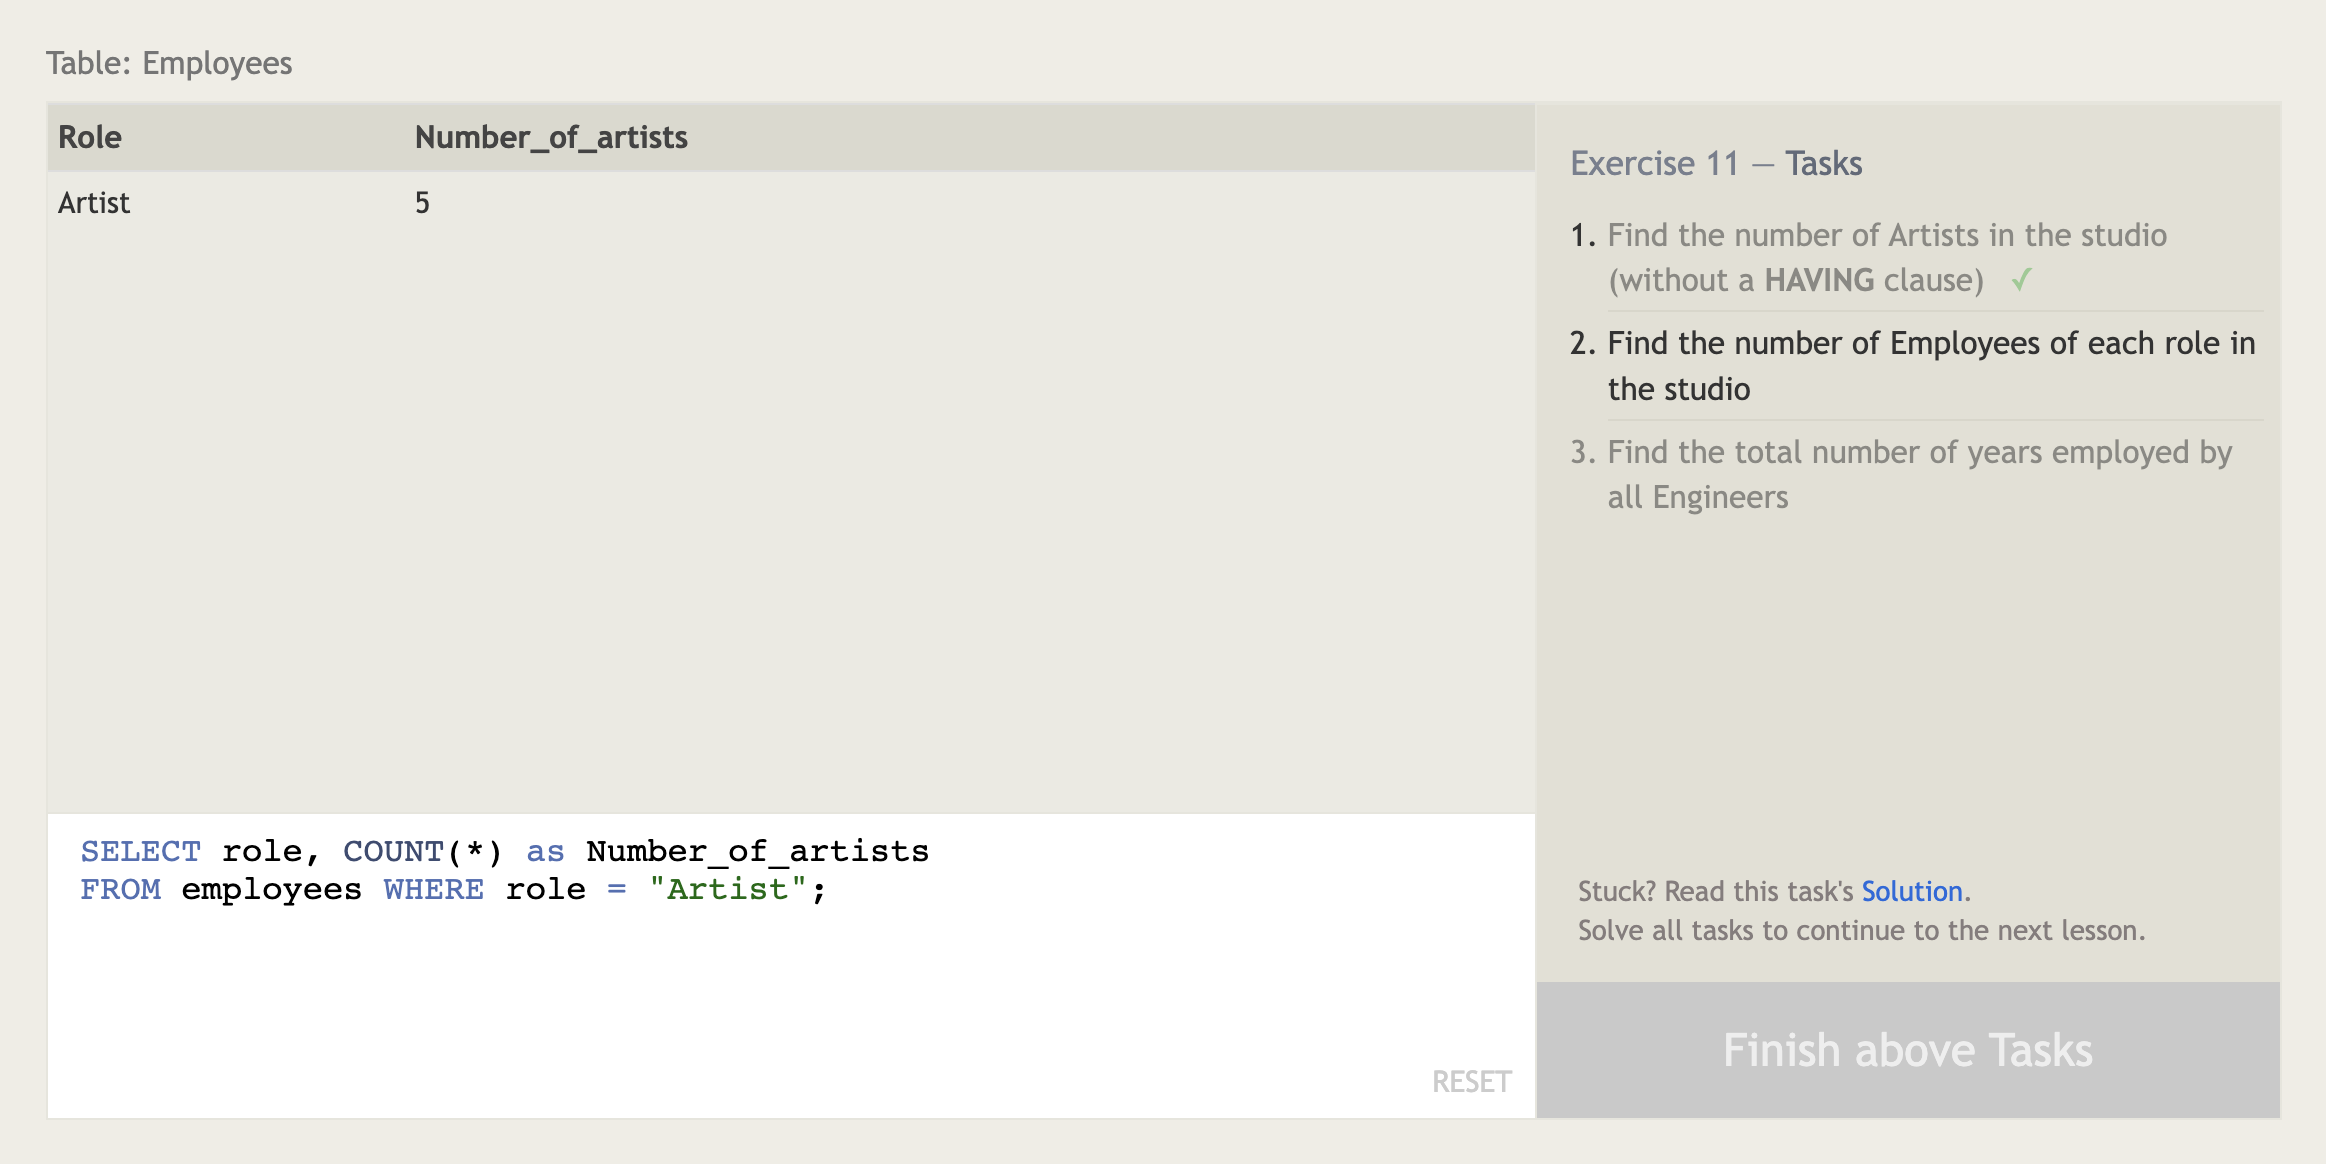 Table: Employees
Role Number_of_artists
Artist 5
SELECT role, COUNT(*) as Number_of_artists
FROM employees WHERE role = "Artist";
RESET
Exercise 11 — Tasks
1. Find the number of Artists in the studio
(without a HAVING clause) ✓
2. Find the number of Employees of each role in
the studio
3. Find the total number of years employed by
all Engineers
Stuck? Read this task's Solution.
Solve all tasks to continue to the next lesson.
Finish above Tasks